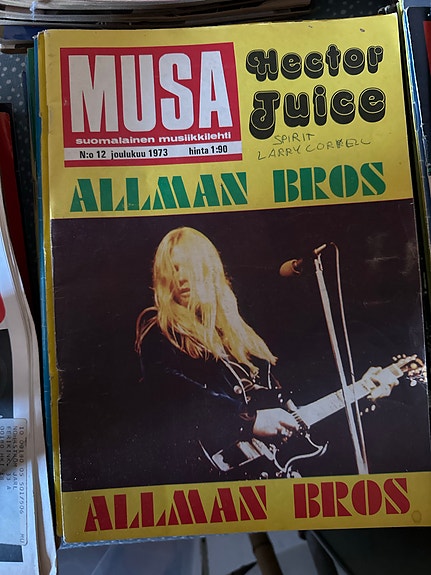 MUSA
suomalainen musiikkilehti
N:o 12 joulukuu 1973 hinta 1:90
Hector
Juice
SPIRIT
LARRY CORYELL
ALLMAN BROS
ALLMAN BROS